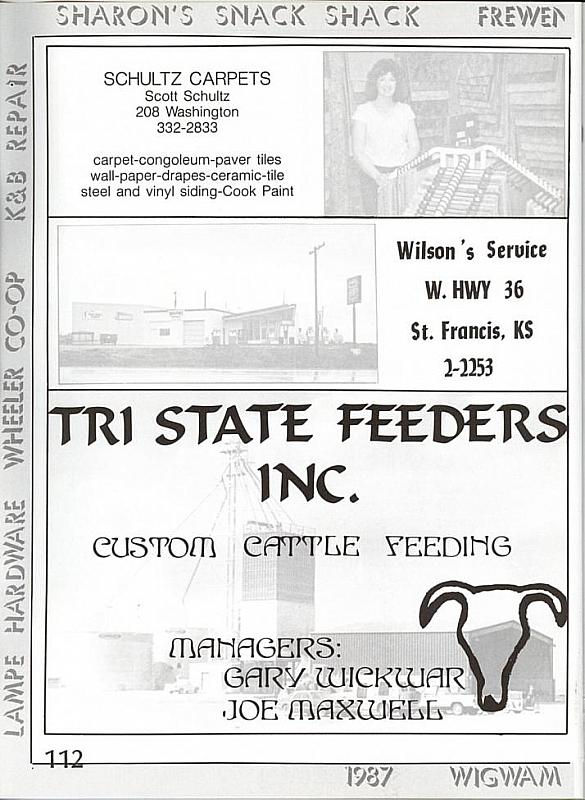 SHARON'S SNACK SHACK FREWEN
LAMPE HARDWARE WHEELER CO-OP K&B REPAIR
SCHULTZ CARPETS
Scott Schultz
208 Washington
332-2833
carpet-congoleum-paver tiles
wall-paper-drapes-ceramic-tile
steel and vinyl siding-Cook Paint
Wilson's Service
W. HWY 36
St. Francis, KS
2-2253
TRI STATE FEEDERS
INC.
CUSTOM CATTLE FEEDING
MANAGERS:
GARY WICKWAR
JOE MAXWELL
112
1987 WIGWAM